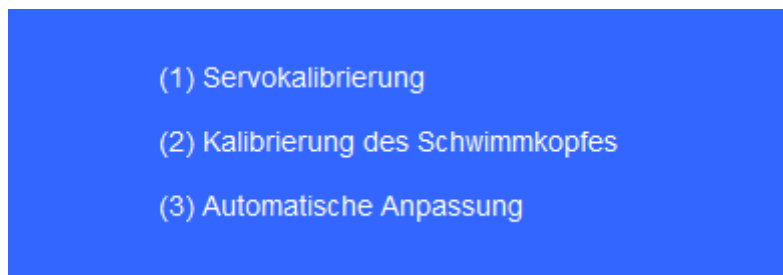 (1) Servokalibrierung
(2) Kalibrierung des Schwimmkopfes
(3) Automatische Anpassung